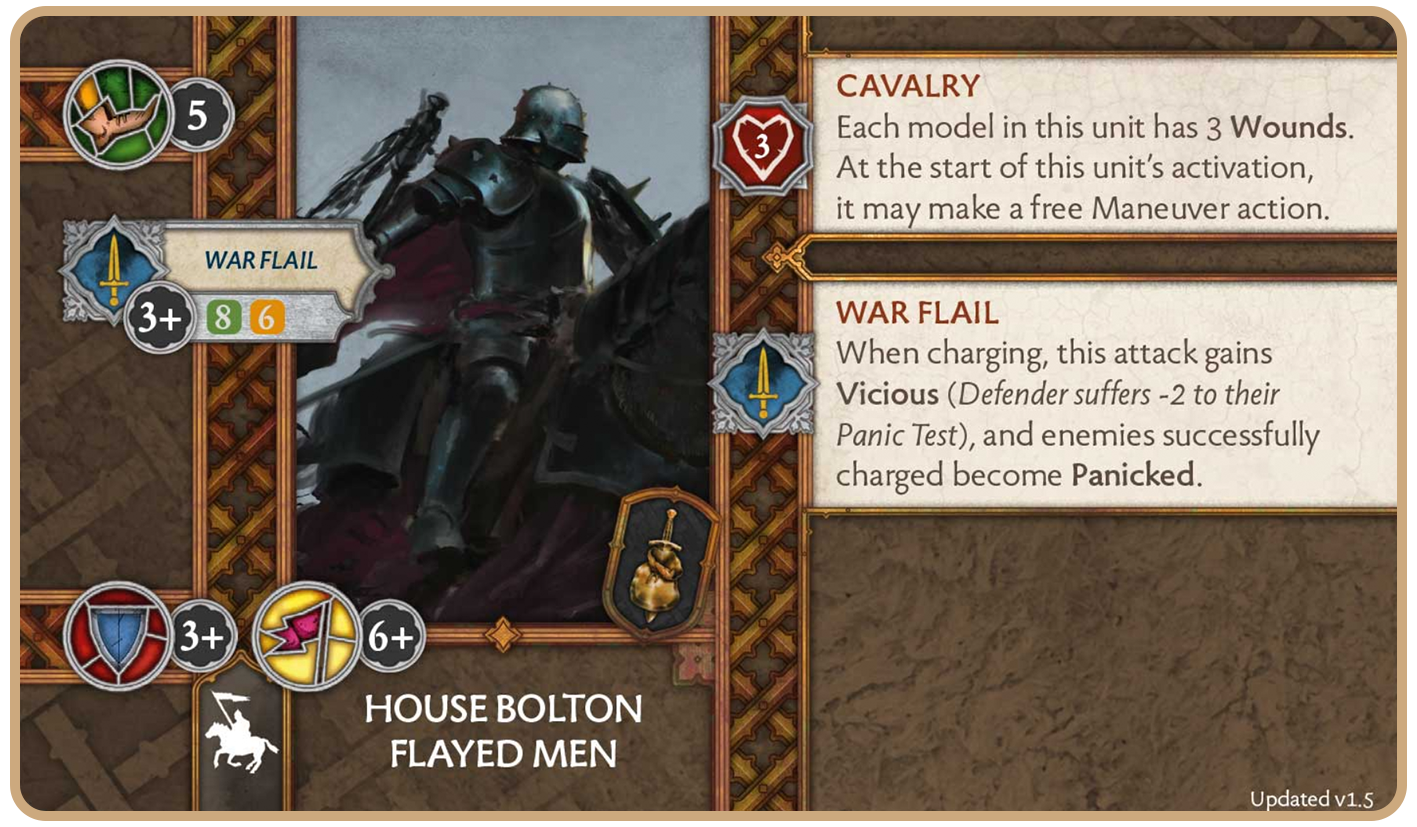 5
WAR FLAIL
3+ 8 6
3+ 6+
HOUSE BOLTON
FLAYED MEN
3
CAVALRY
Each model in this unit has 3 Wounds.
At the start of this unit's activation,
it may make a free Maneuver action.
WAR FLAIL
When charging, this attack gains
Vicious (Defender suffers -2 to their
Panic Test), and enemies successfully
charged become Panicked.
Updated v1.5